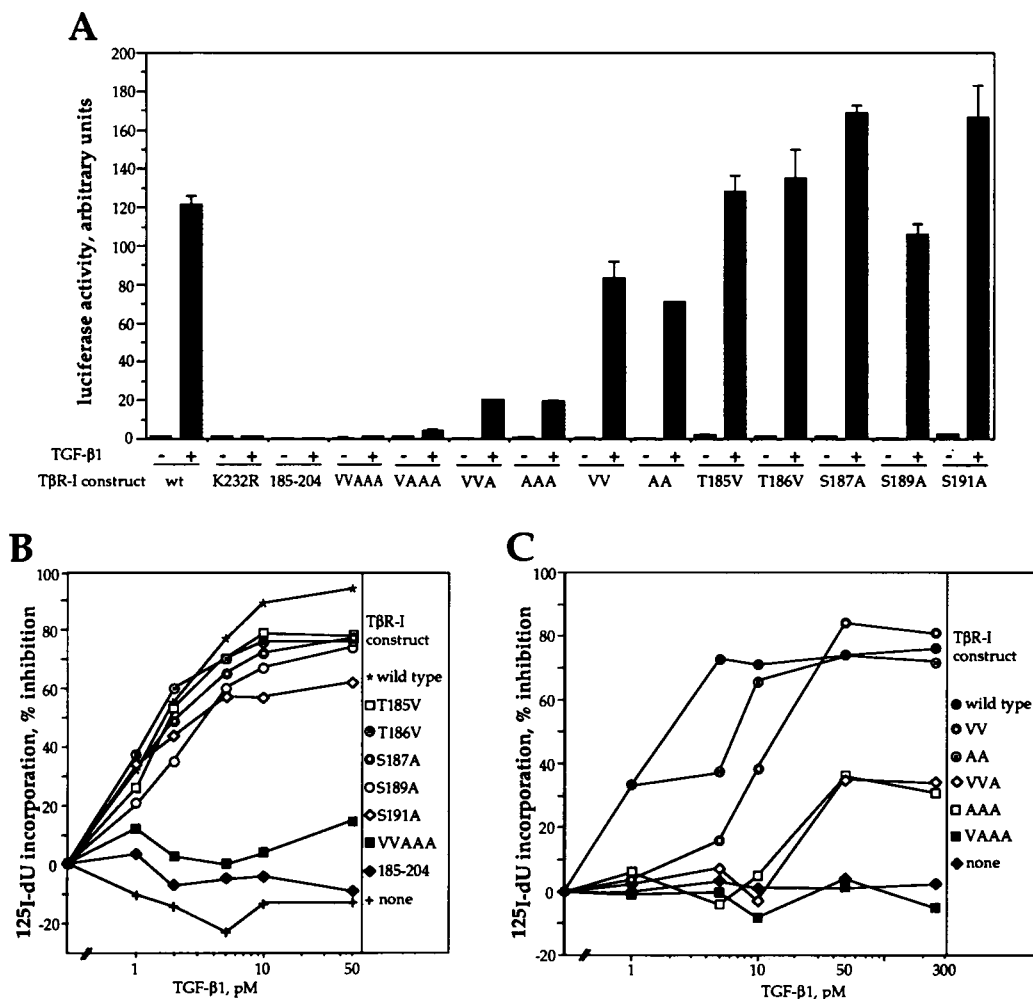 A
luciferase activity, arbitrary units
200
180
160
140
120
100
80
60
40
20
0
TGF-β1 - + - + - + - + - + - + - + - + - + - + - + - + - + - +
TβR-I construct wt K232R 185-204 VVAAA VAAA VVA AAA VV AA T185V T186V S187A S189A S191A
B
125I-dU incorporation, % inhibition
100
80
60
40
20
0
-20
1 10 50
TGF-β1, pM
TβR-I
construct
wild type
T185V
T186V
S187A
S189A
S191A
VVAAA
185-204
none
C
125I-dU incorporation, % inhibition
100
80
60
40
20
0
-20
1 10 50 300
TGF-β1, pM
TβR-I
construct
wild type
VV
AA
VVA
AAA
VAAA
none